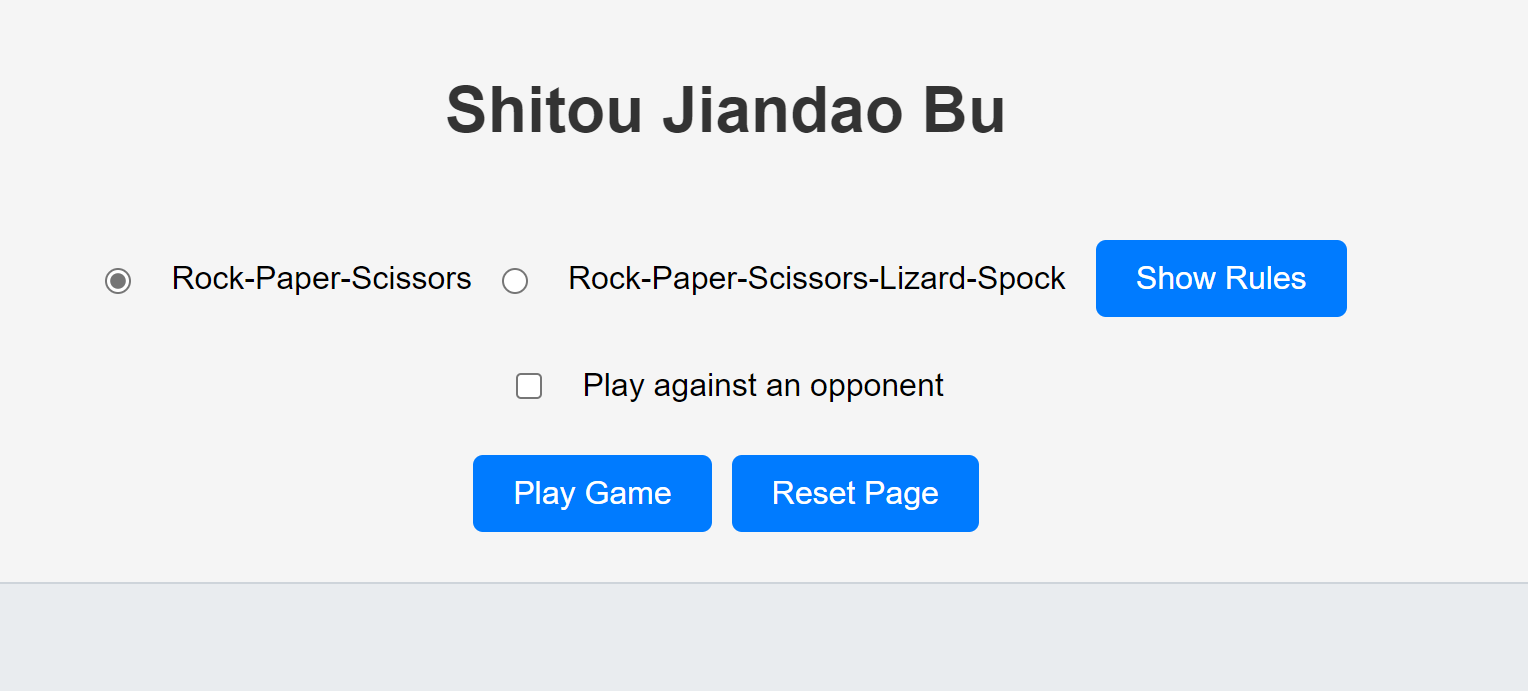 Shitou Jiandao Bu
Rock-Paper-Scissors Rock-Paper-Scissors-Lizard-Spock Show Rules
Play against an opponent
Play Game Reset Page